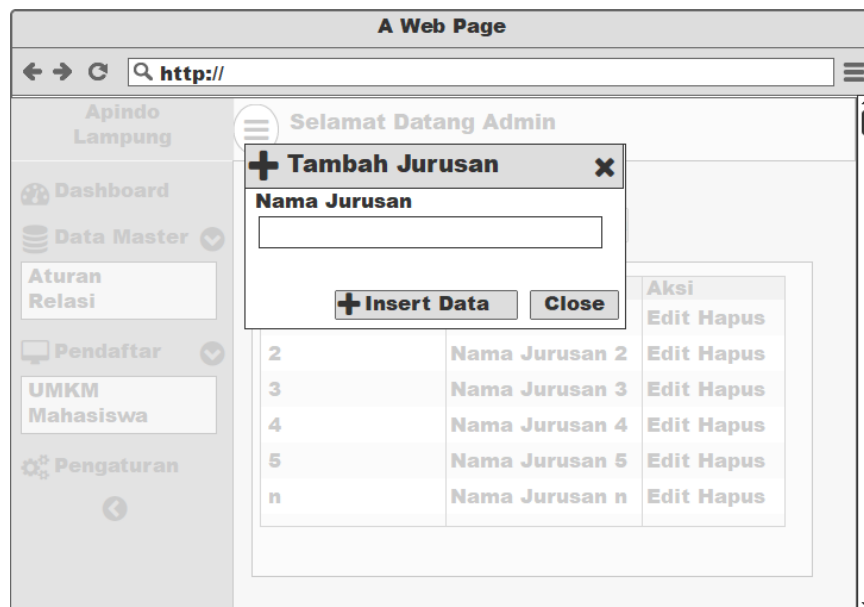 A Web Page
http://
Apindo
Lampung
Selamat Datang Admin
Dashboard
Data Master
Aturan
Relasi
Pendaftar
UMKM
Mahasiswa
Pengaturan
Tambah Jurusan
Nama Jurusan
Insert Data Close
Aksi
Edit Hapus
2 Nama Jurusan 2 Edit Hapus
3 Nama Jurusan 3 Edit Hapus
4 Nama Jurusan 4 Edit Hapus
5 Nama Jurusan 5 Edit Hapus
n Nama Jurusan n Edit Hapus